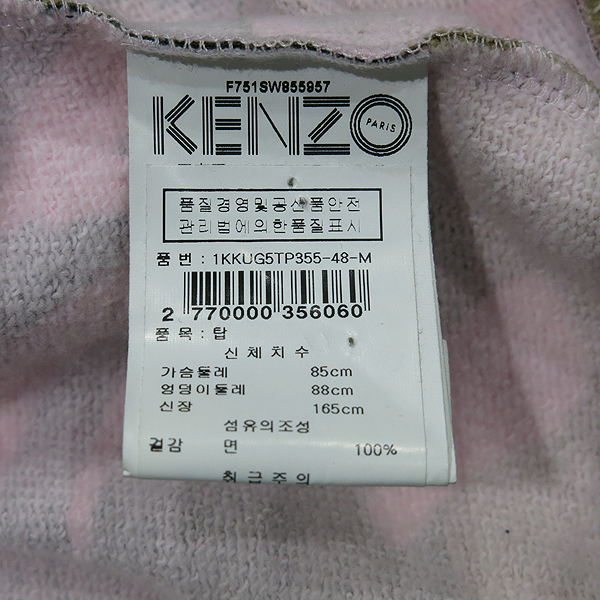 F751SW855957
KENZO
PARIS
품질경영및공산품안전
관리법에의한품질표시
품 번 : 1KKUG5TP355-48-M
2 770000 356060
품 목 : 탑
신 체 치 수
가슴둘레 85cm
엉덩이둘레 88cm
신장 165cm
섬유의조성
겉감 면 100%
취급주의